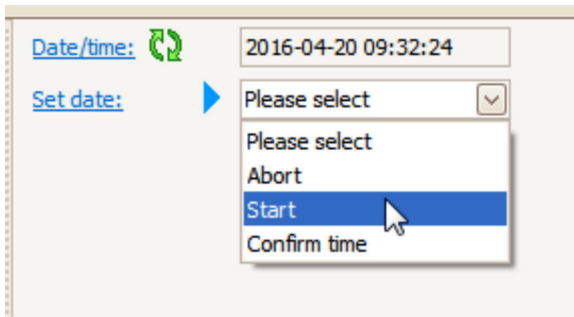 Date/time: 2016-04-20 09:32:24
Set date: Please select
Please select
Abort
Start
Confirm time